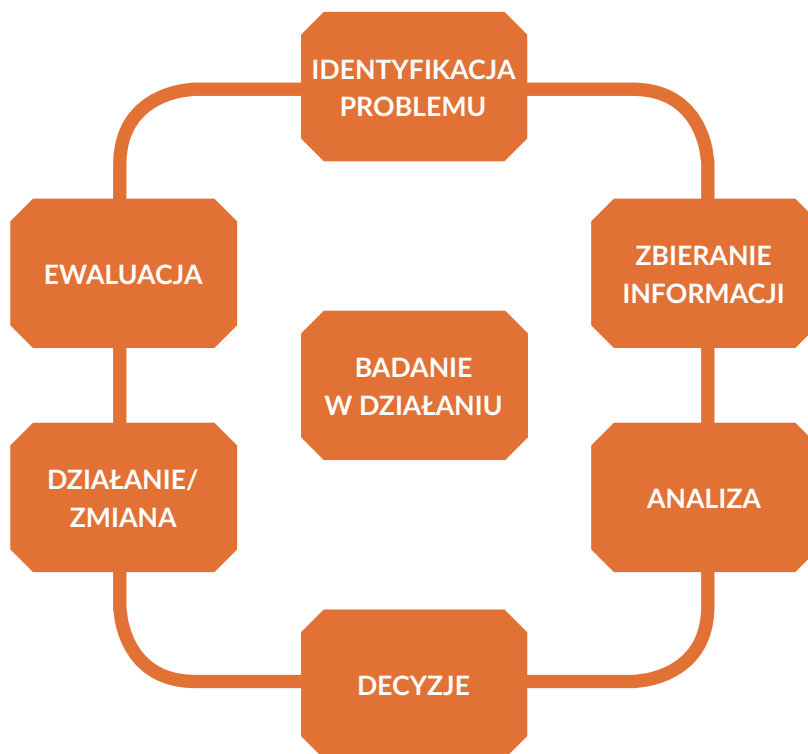 IDENTYFIKACJA
PROBLEMU
ZBIERANIE
INFORMACJI
ANALIZA
DECYZJE
DZIAŁANIE/
ZMIANA
EWALUACJA
BADANIE
W DZIAŁANIU